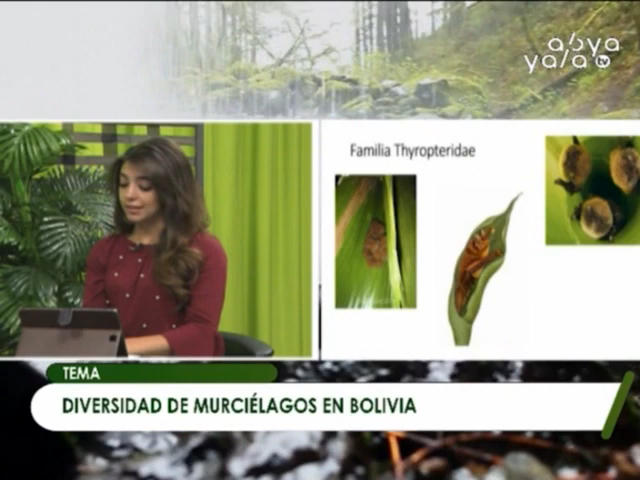 abya
yala tv
Familia Thyropteridae
TEMA
DIVERSIDAD DE MURCIÉLAGOS EN BOLIVIA